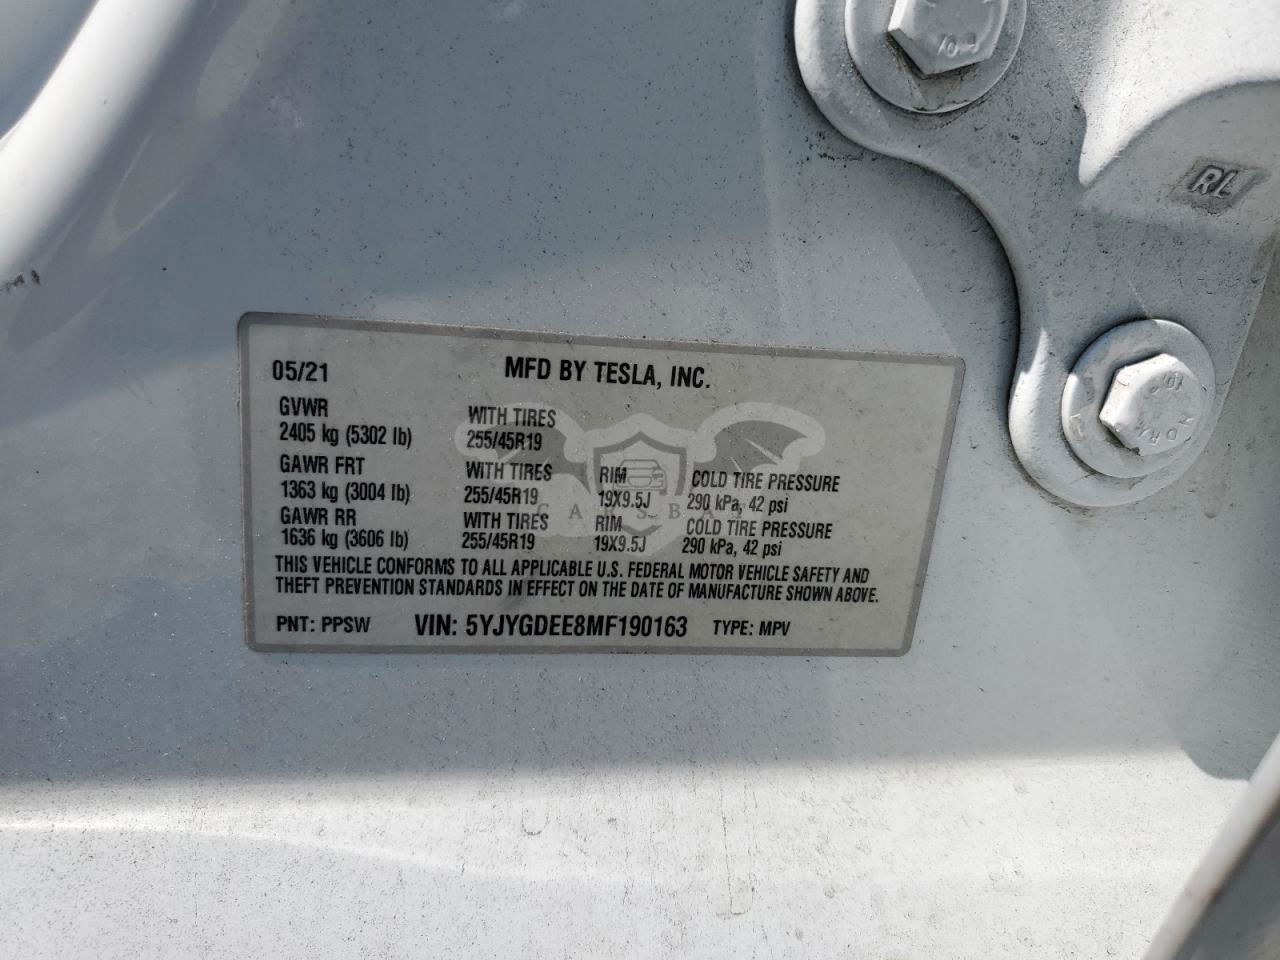 05/21 MFD BY TESLA, INC.
GVWR
2405 kg (5302 lb)
WITH TIRES
255/45R19
GAWR FRT
1363 kg (3004 lb)
WITH TIRES
255/45R19
RIM
19X9.5J
COLD TIRE PRESSURE
290 kPa, 42 psi
GAWR RR
1636 kg (3606 lb)
WITH TIRES
255/45R19
RIM
19X9.5J
COLD TIRE PRESSURE
290 kPa, 42 psi
THIS VEHICLE CONFORMS TO ALL APPLICABLE U.S. FEDERAL MOTOR VEHICLE SAFETY AND
THEFT PREVENTION STANDARDS IN EFFECT ON THE DATE OF MANUFACTURE SHOWN ABOVE.
PNT: PPSW VIN: 5YJYGDEE8MF190163 TYPE: MPV
RL